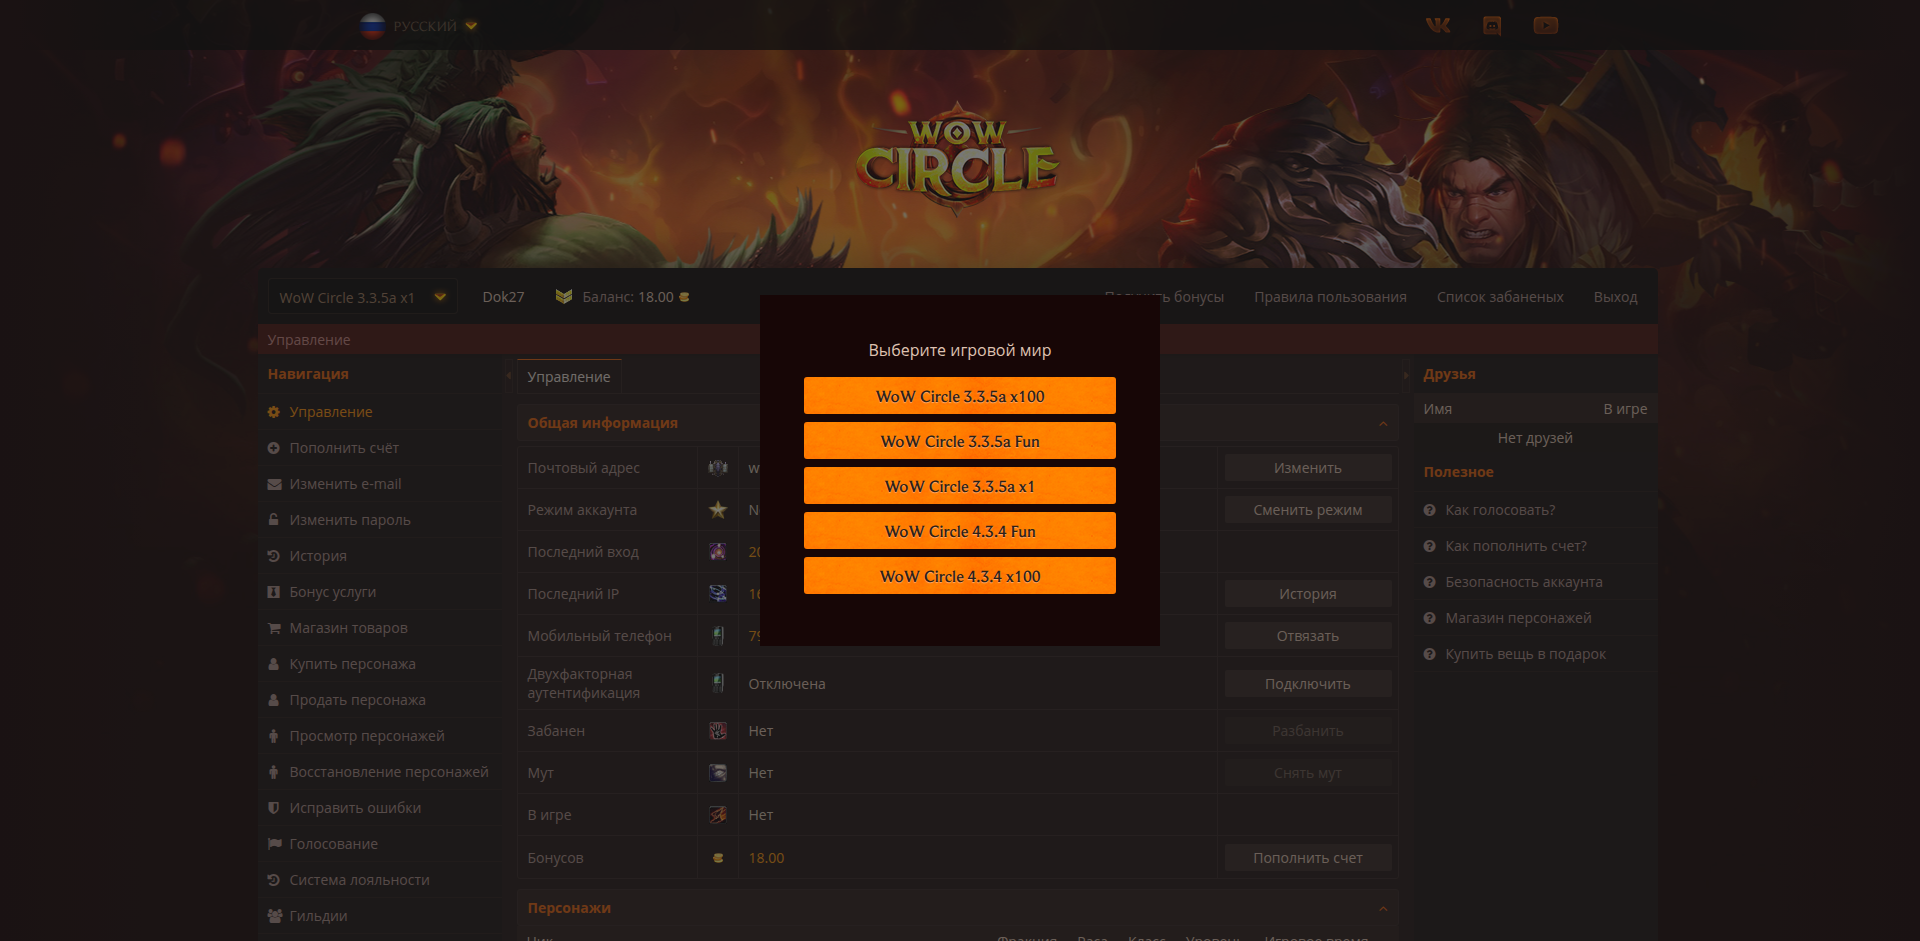 РУССКИЙ
WOW
CIRCLE
WoW Circle 3.3.5a x1
Dok27
Баланс: 18.00
бонусы
Правила пользования
Список забаненых
Выход
Управление
Выберите игровой мир
WoW Circle 3.3.5a x100
WoW Circle 3.3.5a Fun
WoW Circle 3.3.5a x1
WoW Circle 4.3.4 Fun
WoW Circle 4.3.4 x100
Навигация
Управление
Пополнить счёт
Изменить e-mail
Изменить пароль
История
Бонус услуги
Магазин товаров
Купить персонажа
Продать персонажа
Просмотр персонажей
Восстановление персонажей
Исправить ошибки
Голосование
Система лояльности
Гильдии
Управление
Общая информация
Почтовый адрес
Изменить
Режим аккаунта
Сменить режим
Последний вход
Последний IP
История
Мобильный телефон
Отвязать
Двухфакторная
аутентификация
Отключена
Подключить
Забанен
Нет
Разбанить
Мут
Нет
Снять мут
В игре
Нет
Бонусов
18.00
Пополнить счет
Персонажи
Друзья
Имя
В игре
Нет друзей
Полезное
Как голосовать?
Как пополнить счет?
Безопасность аккаунта
Магазин персонажей
Купить вещь в подарок